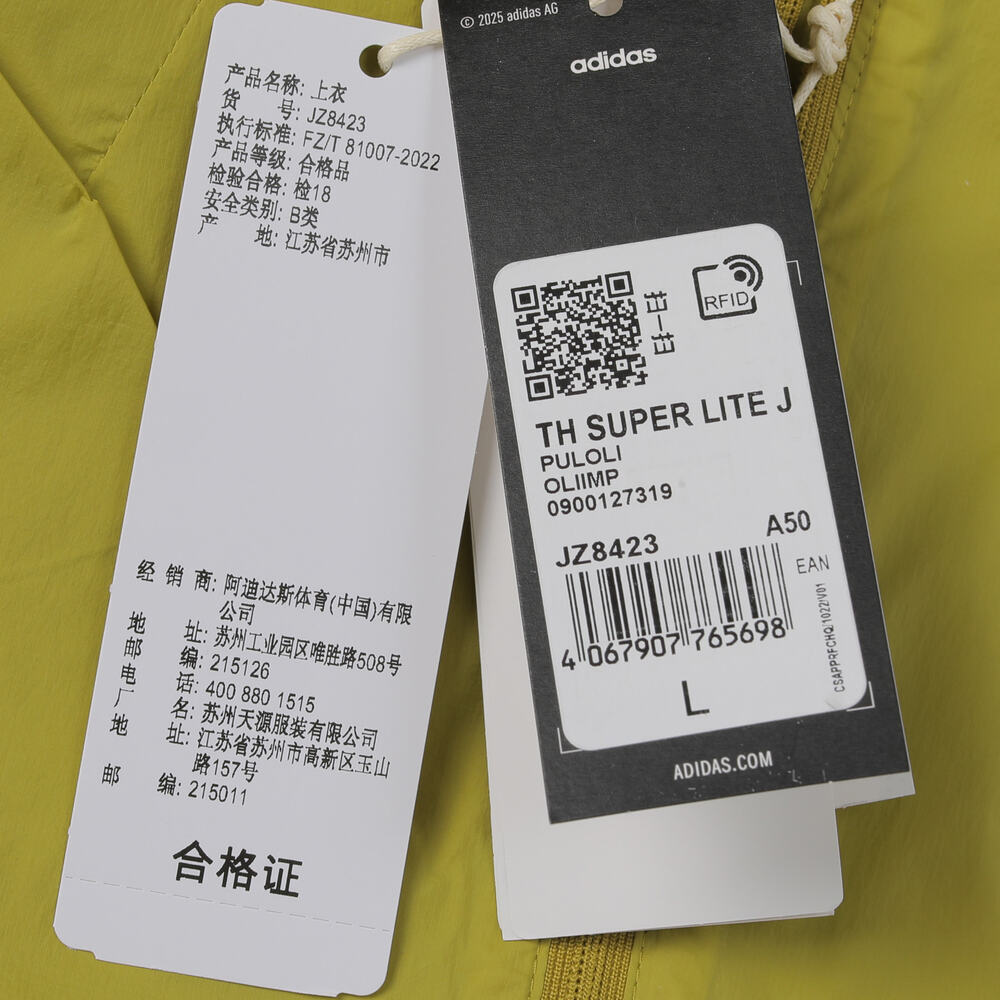 产品名称: 上衣
货 号: JZ8423
执行标准: FZ/T 81007-2022
产品等级: 合格品
检验合格: 检18
安全类别: B类
产 地: 江苏省苏州市
经 销 商: 阿迪达斯体育(中国)有限
公司
地 址: 苏州工业园区唯胜路508号
邮 编: 215126
电 话: 400 880 1515
厂 名: 苏州天源服装有限公司
地 址: 江苏省苏州市高新区玉山
路157号
邮 编: 215011
合格证
© 2025 adidas AG
adidas
RFID
扫一扫
TH SUPER LITE J
PULOLI
OLIIMP
0900127319
JZ8423
A50
EAN
4 067907 765698
CSAPPRFCHQ!1022!V01
L
ADIDAS.COM